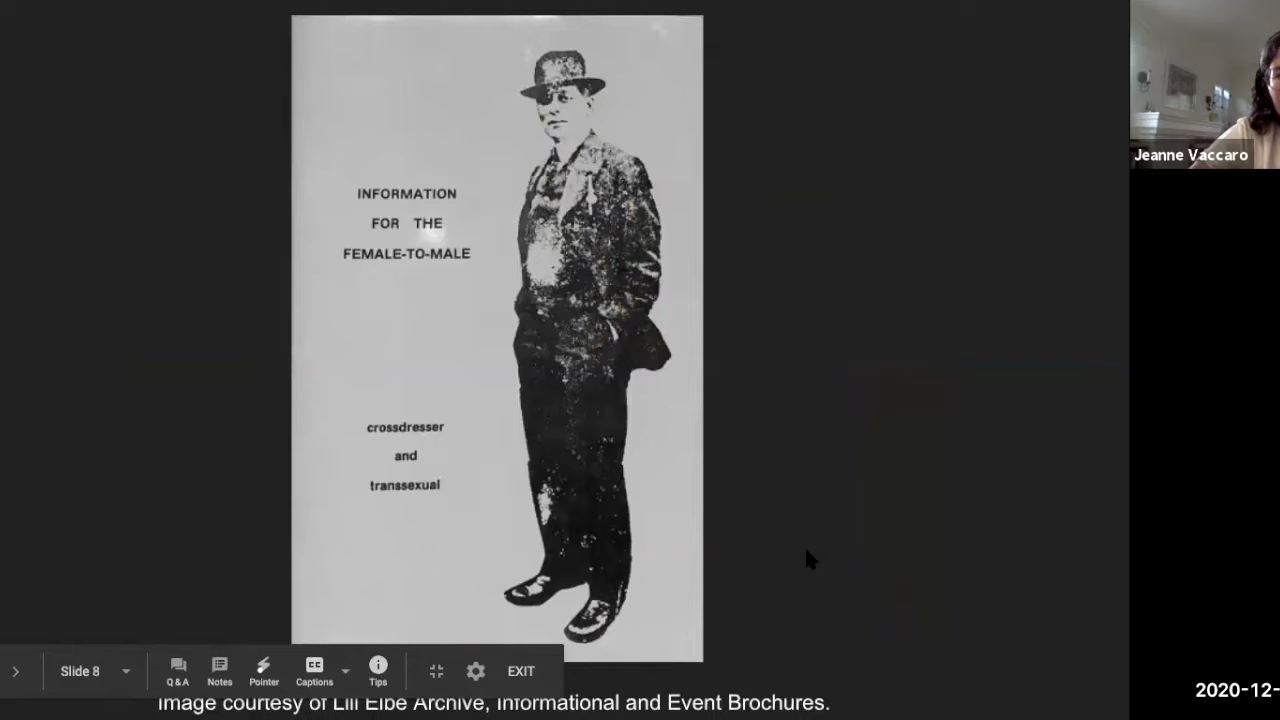 INFORMATION
FOR THE
FEMALE-TO-MALE
crossdresser
and
transsexual
Jeanne Vaccaro
Slide 8
Q&A
Notes
Pointer
Captions
Tips
EXIT
Image courtesy of Lili Elbe Archive, Informational and Event Brochures.
2020-12-